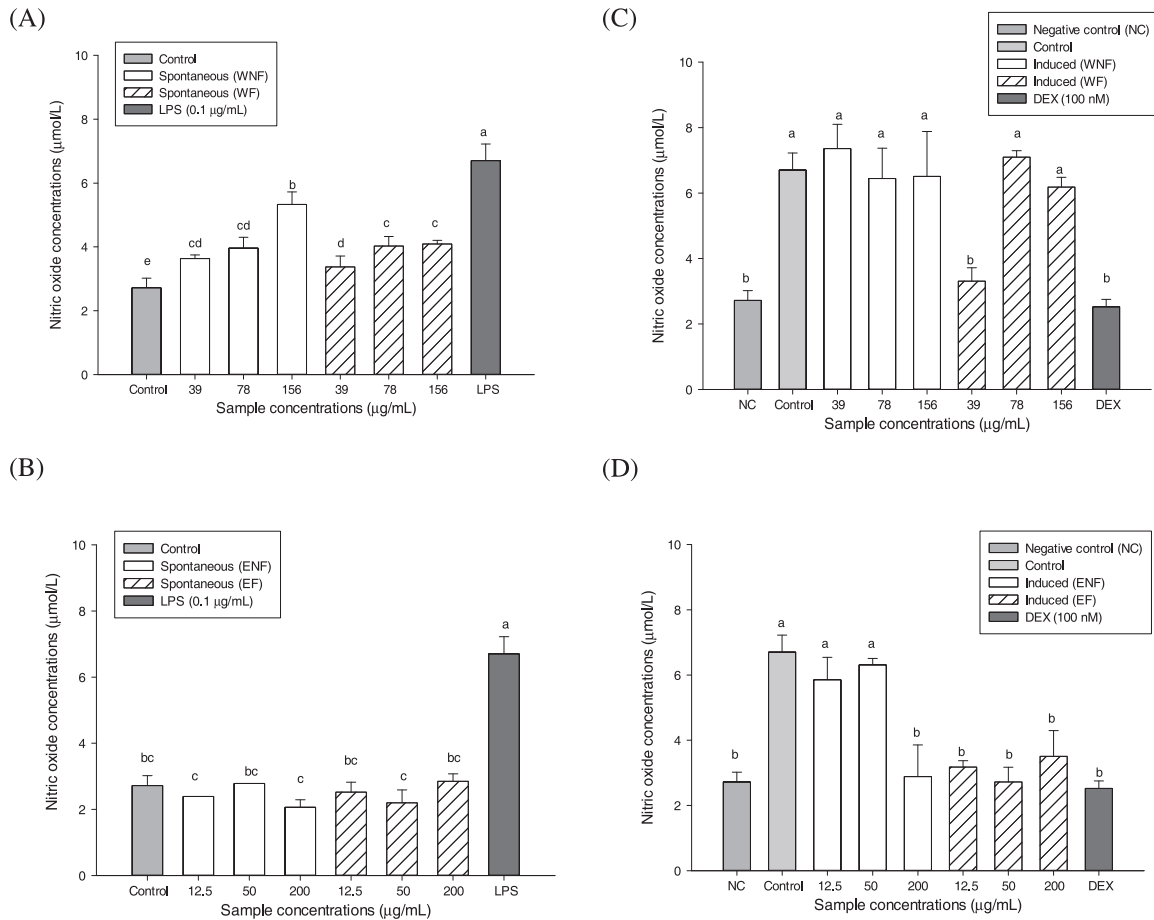 (A)
Control
Spontaneous (WNF)
Spontaneous (WF)
LPS (0.1 μg/mL)
Nitric oxide concentrations (μmol/L)
10
8
6
4
2
0
e
cd
cd
b
d
c
c
a
Control 39 78 156 39 78 156 LPS
Sample concentrations (μg/mL)
(C)
Negative control (NC)
Control
Induced (WNF)
Induced (WF)
DEX (100 nM)
Nitric oxide concentrations (μmol/L)
10
8
6
4
2
0
b
a
a
a
a
b
a
a
b
NC Control 39 78 156 39 78 156 DEX
Sample concentrations (μg/mL)
(B)
Control
Spontaneous (ENF)
Spontaneous (EF)
LPS (0.1 μg/mL)
Nitric oxide concentrations (μmol/L)
10
8
6
4
2
0
bc
c
bc
c
bc
c
bc
a
Control 12.5 50 200 12.5 50 200 LPS
Sample concentrations (μg/mL)
(D)
Negative control (NC)
Control
Induced (ENF)
Induced (EF)
DEX (100 nM)
Nitric oxide concentrations (μmol/L)
10
8
6
4
2
0
b
a
a
a
b
b
b
b
b
NC Control 12.5 50 200 12.5 50 200 DEX
Sample concentrations (μg/mL)